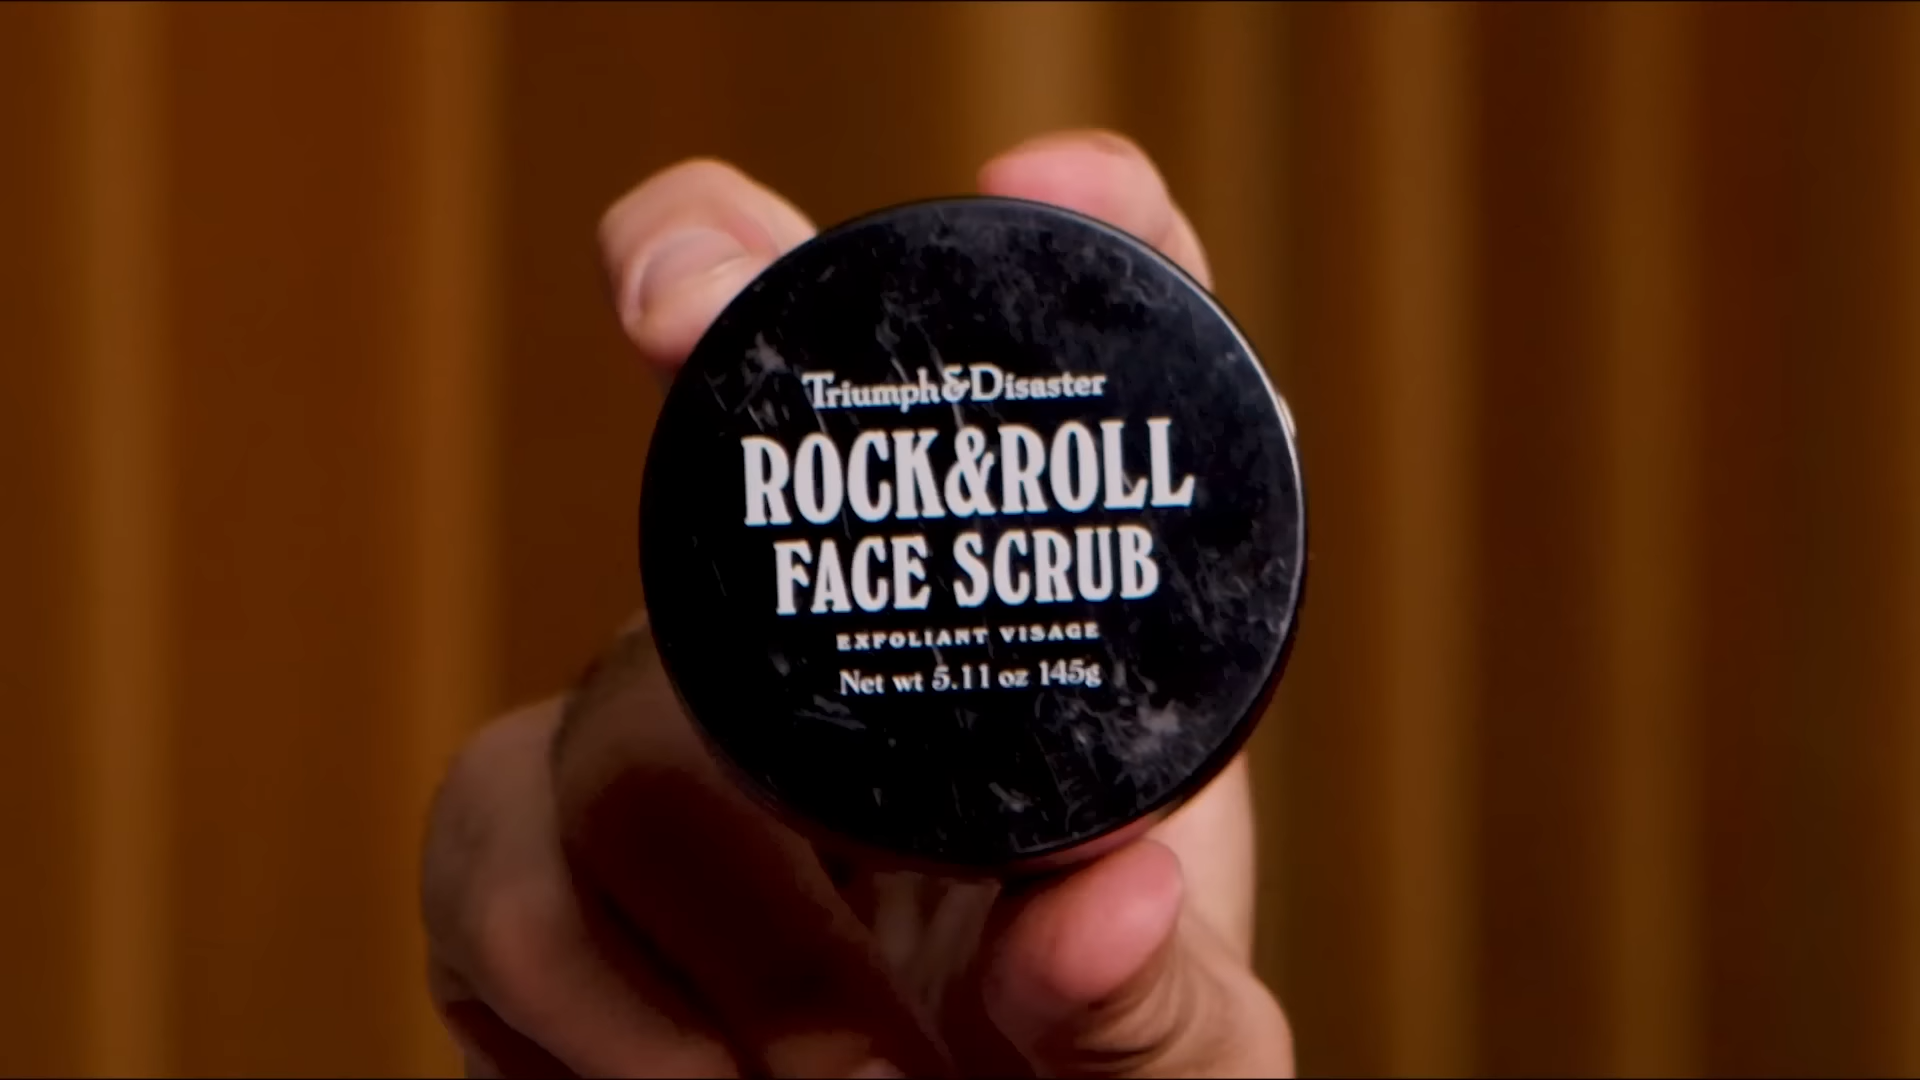 Triumph&Disaster
ROCK&ROLL
FACE SCRUB
EXFOLIANT VISAGE
Net wt 5.11 oz 145g